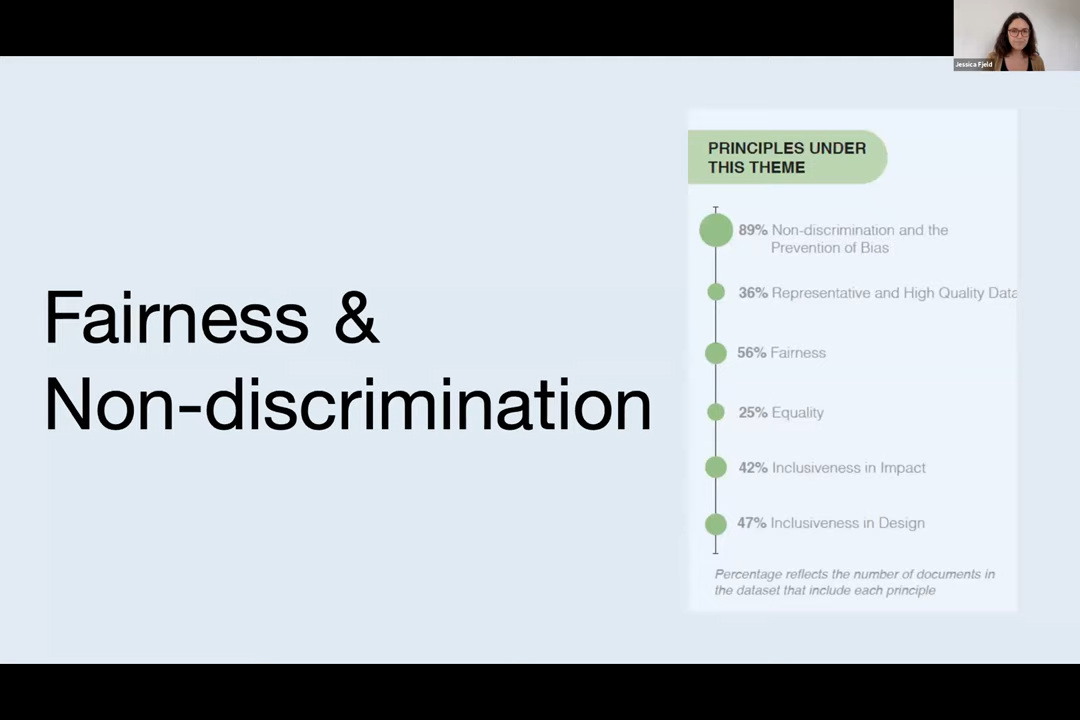 Jessica Fjeld
PRINCIPLES UNDER
THIS THEME
89% Non-discrimination and the
Prevention of Bias
36% Representative and High Quality Data
56% Fairness
25% Equality
42% Inclusiveness in Impact
47% Inclusiveness in Design
Percentage reflects the number of documents in
the dataset that include each principle
Fairness &
Non-discrimination